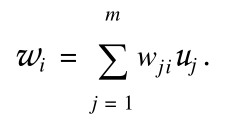 w_i = \sum_{j=1}^{m} w_{ji} u_j .